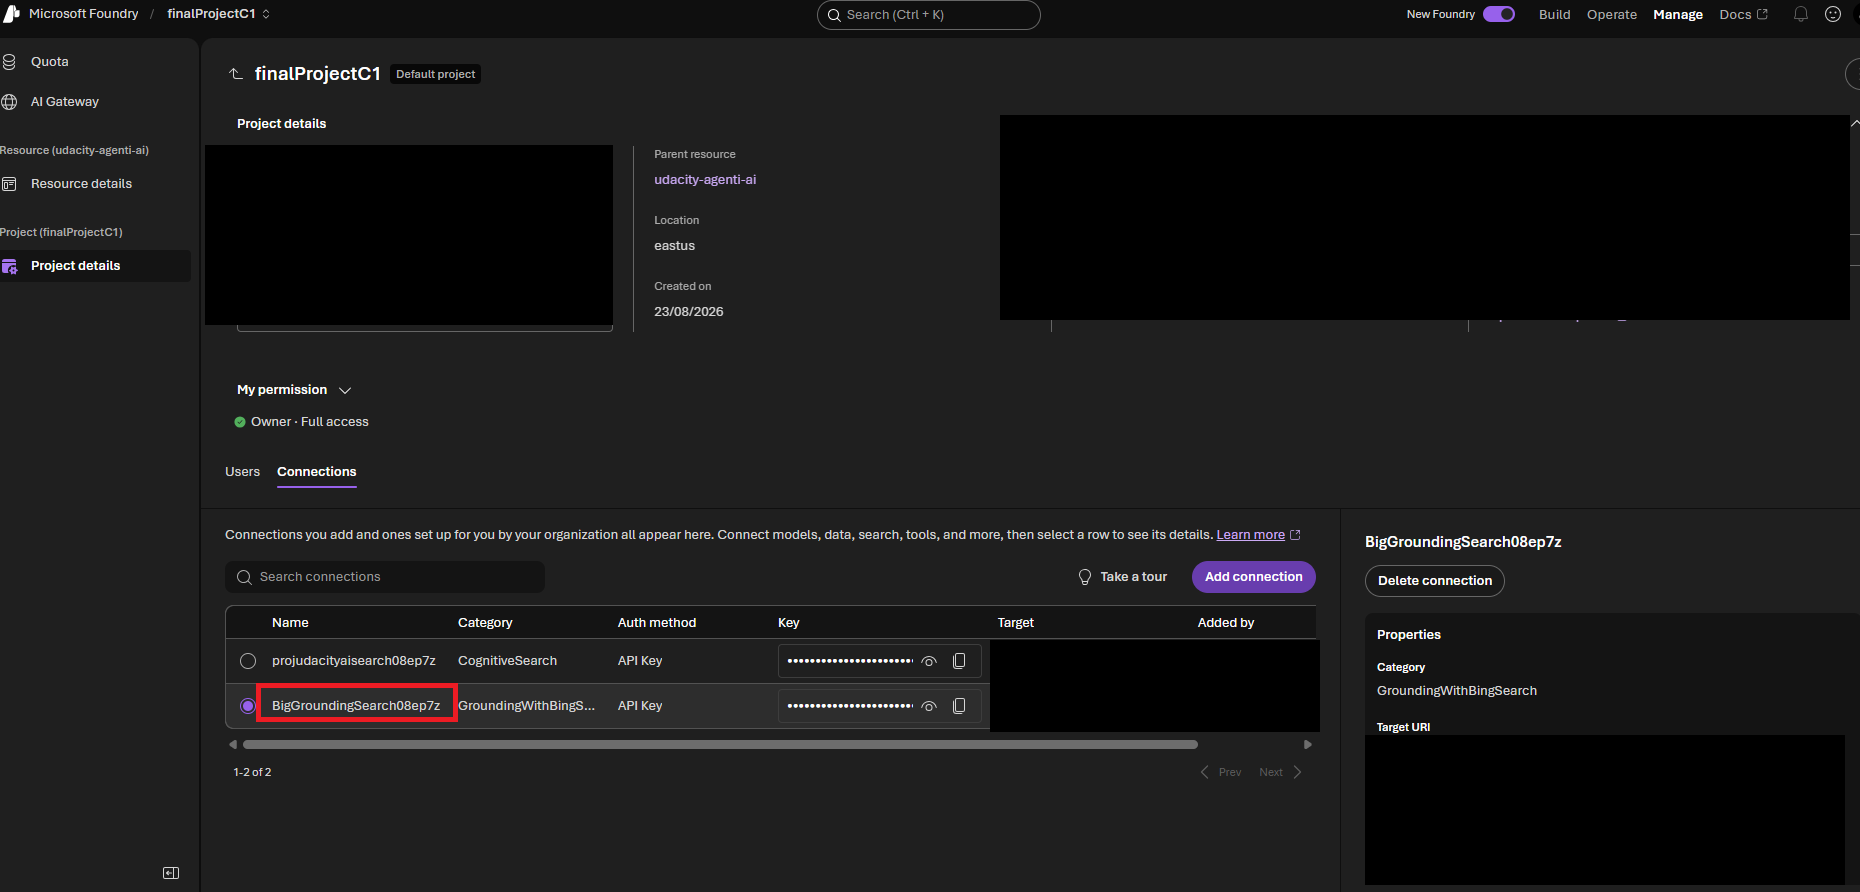 Microsoft Foundry / finalProjectC1
Search (Ctrl + K)
New Foundry Build Operate Manage Docs
Quota
AI Gateway
Resource (udacity-agenti-ai)
Resource details
Project (finalProjectC1)
Project details
finalProjectC1 Default project
Project details
Parent resource
udacity-agenti-ai
Location
eastus
Created on
23/08/2026
My permission
Owner · Full access
Users Connections
Connections you add and ones set up for you by your organization all appear here. Connect models, data, search, tools, and more, then select a row to see its details. Learn more
Search connections
Take a tour
Add connection
Name Category Auth method Key Target Added by
projudacityaisearch08ep7z CognitiveSearch API Key
BigGroundingSearch08ep7z GroundingWithBingS... API Key
1-2 of 2
Prev Next
BigGroundingSearch08ep7z
Delete connection
Properties
Category
GroundingWithBingSearch
Target URI